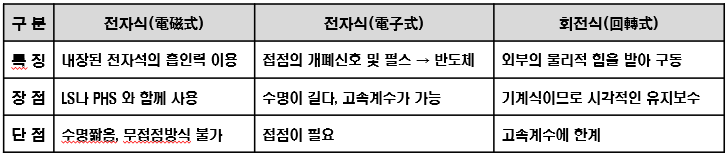 구 분 전자식(電磁式) 전자식(電子式) 회전식(回轉式)
특 징 내장된 전자석의 흡인력 이용 접점의 개폐신호 및 펄스 → 반도체 외부의 물리적 힘을 받아 구동
장 점 LS나 PHS 와 함께 사용 수명이 길다, 고속계수가 가능 기계식이므로 시각적인 유지보수
단 점 수명짧음, 무접점방식 불가 접점이 필요 고속계수에 한계